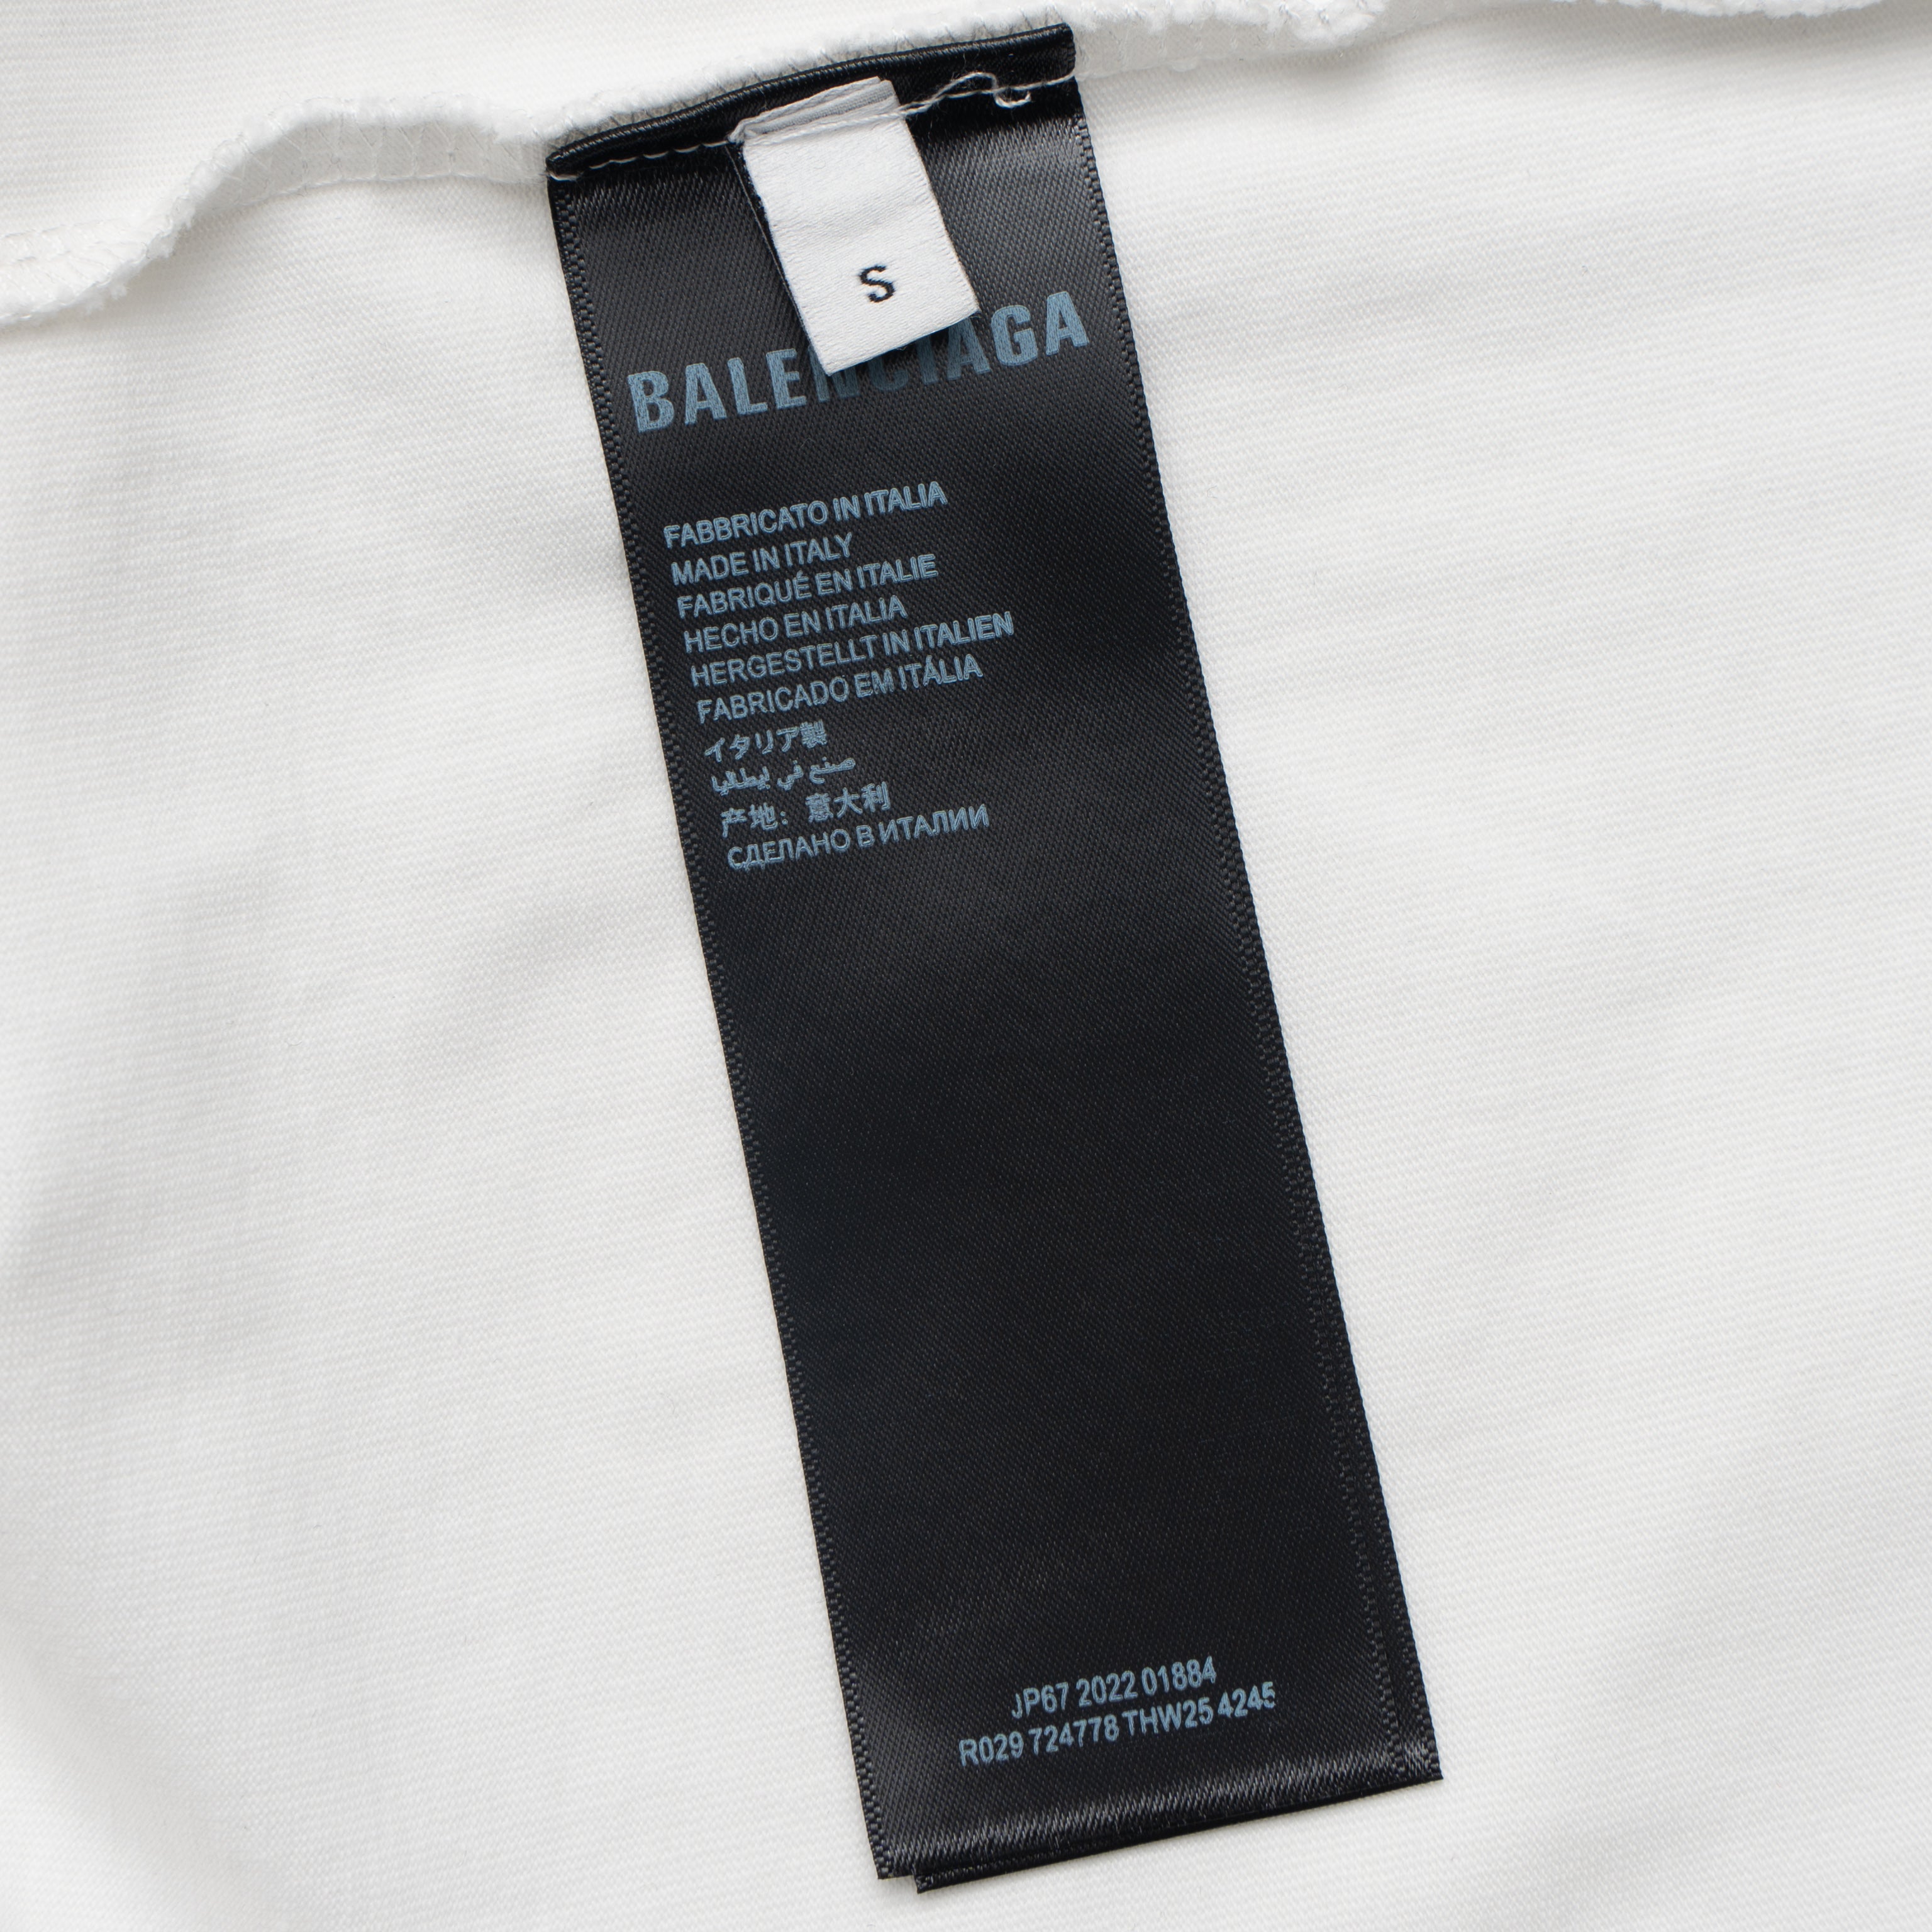 S
BALENCIAGA
FABBRICATO IN ITALIA
MADE IN ITALY
FABRIQUÉ EN ITALIE
HECHO EN ITALIA
HERGESTELLT IN ITALIEN
FABRICADO EM ITÁLIA
イタリア製
صنع في إيطاليا
产地：意大利
СДЕЛАНО В ИТАЛИИ
JP67 2022 01884
R029 724778 THW25 4245